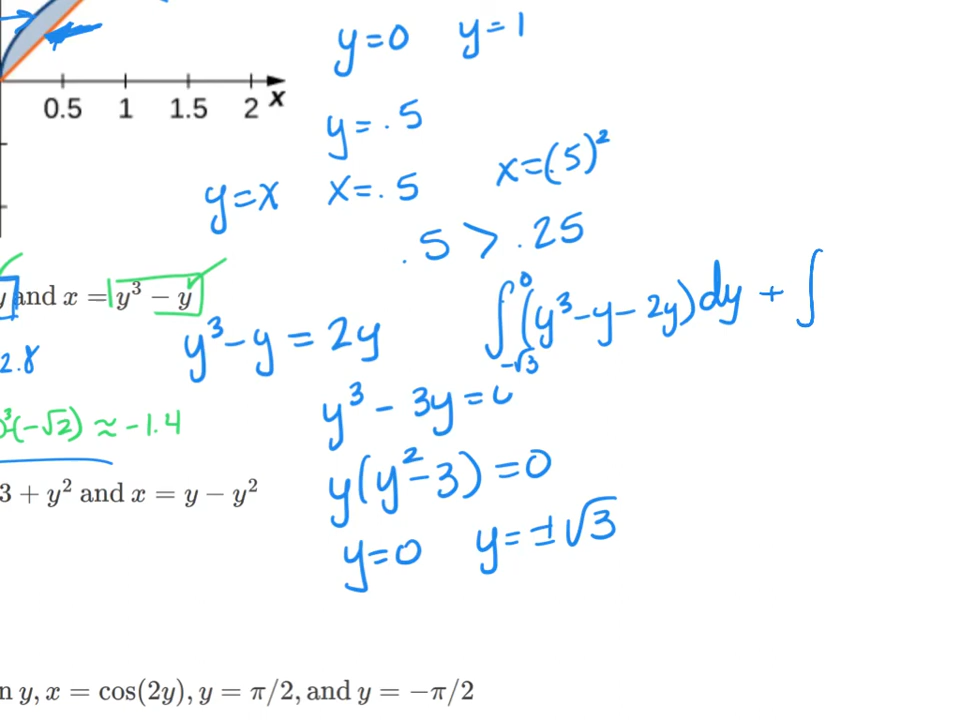 y=0 y=1
0.5 1 1.5 2 x
y=.5
y=x x=.5 x=(5)²
.5 > .25
y and x = y³ − y
y³-y = 2y ∫_{-√3}^{0} (y³-y-2y)dy + ∫
2.8
y³ - 3y = 0
³(-√2) ≈ -1.4
y(y²-3) = 0
3 + y² and x = y − y²
y=0 y=±√3
n y, x = cos(2y), y = π/2, and y = −π/2